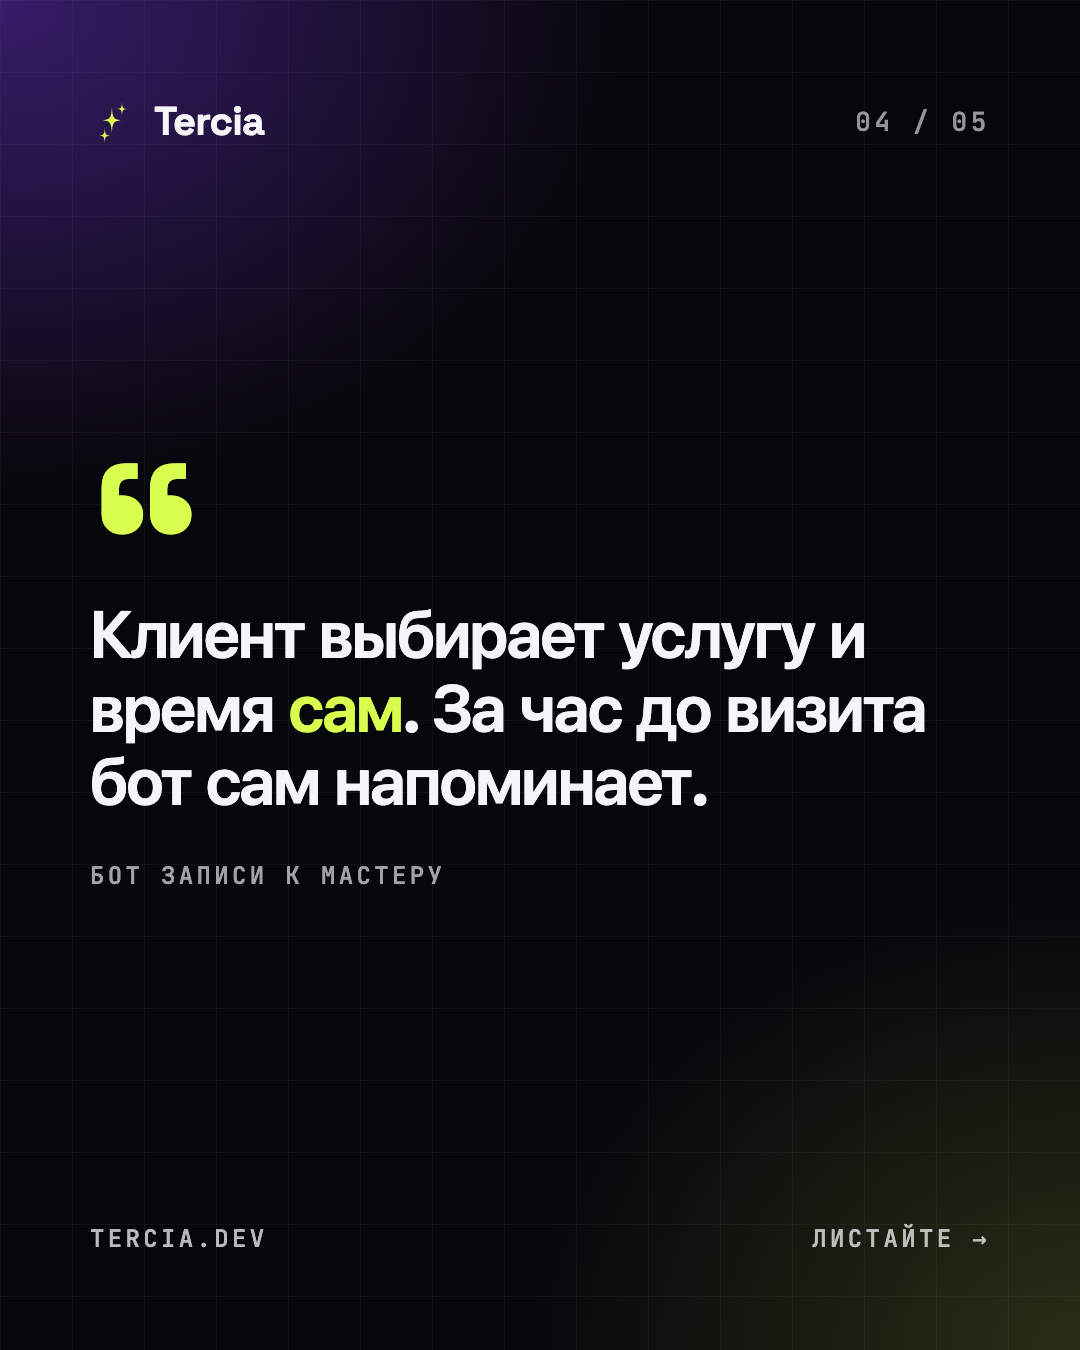 Tercia
04 / 05
“
Клиент выбирает услугу и
время сам. За час до визита
бот сам напоминает.
БОТ ЗАПИСИ К МАСТЕРУ
TERCIA.DEV
ЛИСТАЙТЕ →